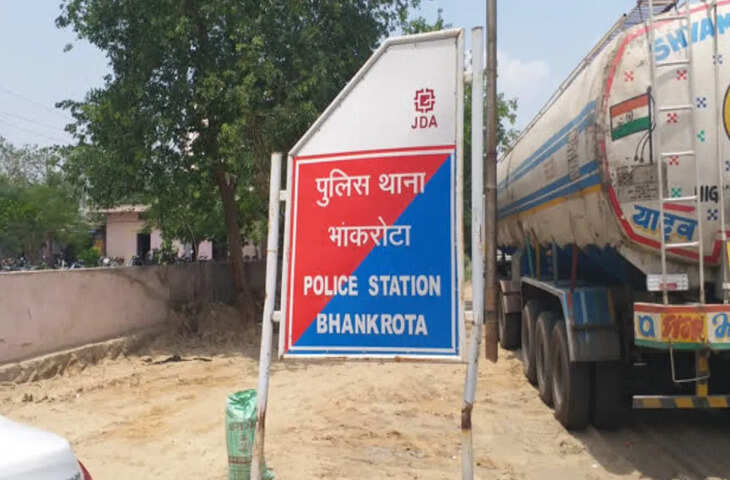 JDA
पुलिस थाना
भांकरोटा
POLICE STATION
BHANKROTA
यादव